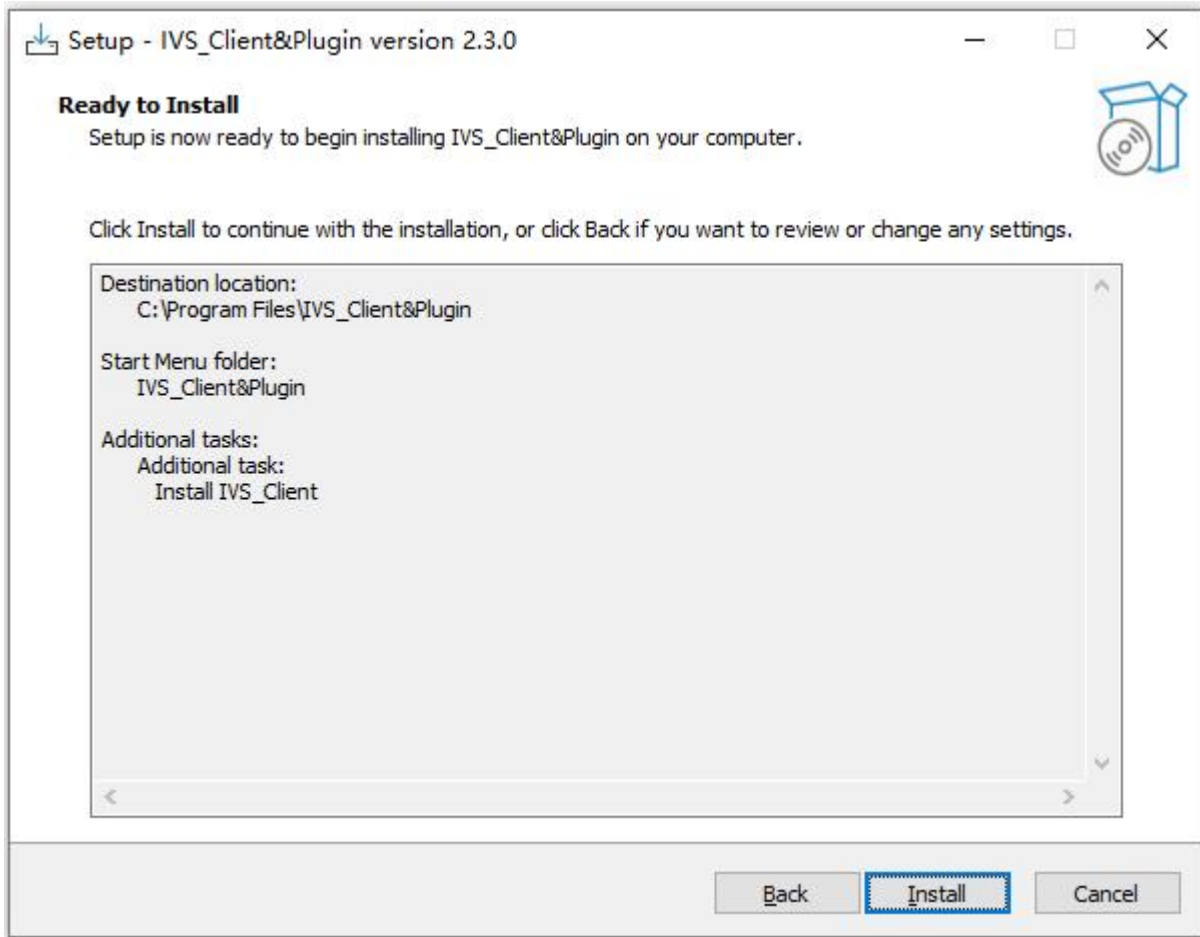 Setup - IVS_Client&Plugin version 2.3.0
Ready to Install
Setup is now ready to begin installing IVS_Client&Plugin on your computer.
Click Install to continue with the installation, or click Back if you want to review or change any settings.
Destination location:
C:\Program Files\IVS_Client&Plugin
Start Menu folder:
IVS_Client&Plugin
Additional tasks:
Additional task:
Install IVS_Client
Back
Install
Cancel